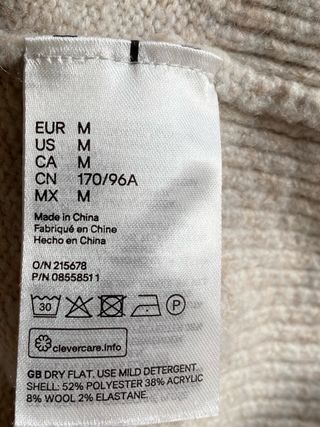 EUR M
US M
CA M
CN 170/96A
MX M
Made in China
Fabriqué en Chine
Hecho en China
O/N 215678
P/N 08558511
30 P
clevercare.info
GB DRY FLAT. USE MILD DETERGENT.
SHELL: 52% POLYESTER 38% ACRYLIC
8% WOOL 2% ELASTANE.